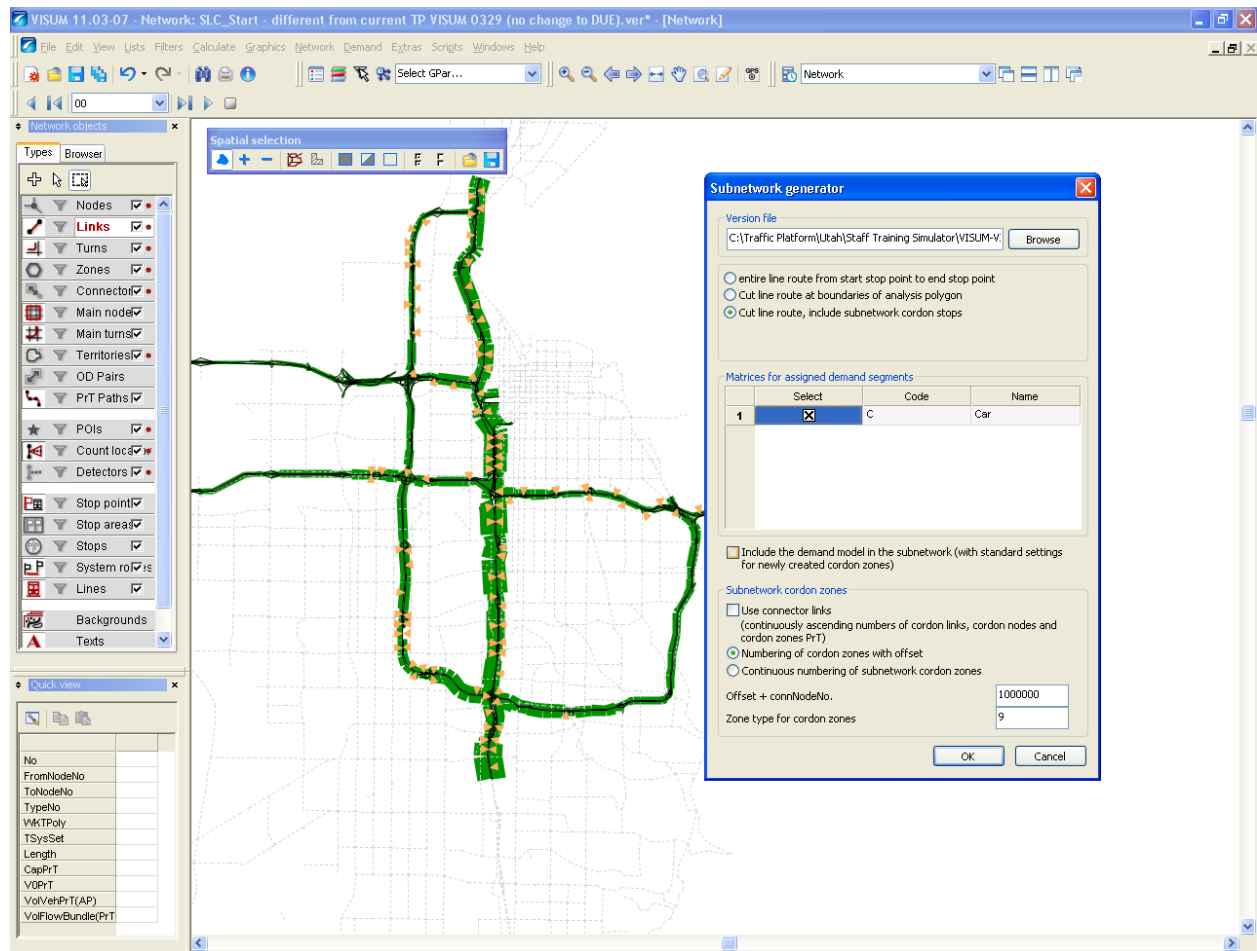 VISUM 11.03-07 - Network: SLC_Start - different from current TP VISUM 0329 (no change to DUE).ver* - [Network]
File Edit View Lists Filters Calculate Graphics Network Demand Extras Scripts Windows Help
Select GPar... GPS Network
00
Network objects
Types Browser
Nodes
Links
Turns
Zones
Connector
Main node
Main turns
Territories
OD Pairs
PrT Paths
POIs
Count loca
Detectors
Stop point
Stop areas
Stops
System ro
Lines
Backgrounds
Texts
Quick view
No
FromNodeNo
ToNodeNo
TypeNo
WKTPoly
TSysSet
Length
CapPrT
V0PrT
VolVehPrT(AP)
VolFlowBundle(PrT
Spatial selection
Subnetwork generator
Version file
C:\Traffic Platform\Utah\Staff Training Simulator\VISUM-V: Browse
entire line route from start stop point to end stop point
Cut line route at boundaries of analysis polygon
Cut line route, include subnetwork cordon stops
Matrices for assigned demand segments
Select Code Name
1 C Car
Include the demand model in the subnetwork (with standard settings
for newly created cordon zones)
Subnetwork cordon zones
Use connector links
(continuously ascending numbers of cordon links, cordon nodes and
cordon zones PrT)
Numbering of cordon zones with offset
Continuous numbering of subnetwork cordon zones
Offset + connNodeNo. 1000000
Zone type for cordon zones 9
OK Cancel